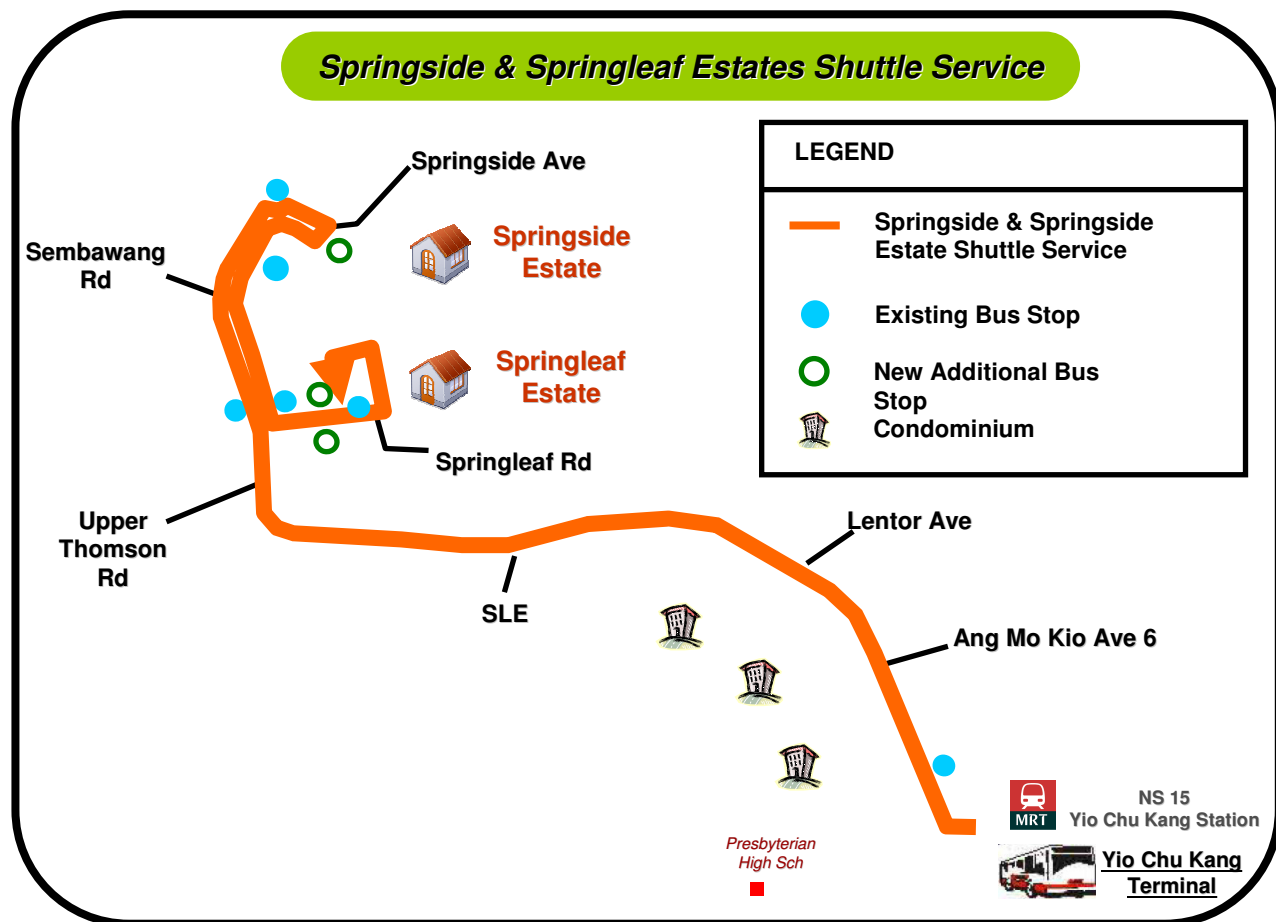 Springside & Springleaf Estates Shuttle Service
LEGEND
Springside & Springside
Estate Shuttle Service
Existing Bus Stop
New Additional Bus
Stop
Condominium
Springside Ave
Sembawang
Rd
Springside
Estate
Springleaf
Estate
Springleaf Rd
Upper
Thomson
Rd
SLE
Lentor Ave
Ang Mo Kio Ave 6
MRT
NS 15
Yio Chu Kang Station
Presbyterian
High Sch
Yio Chu Kang
Terminal